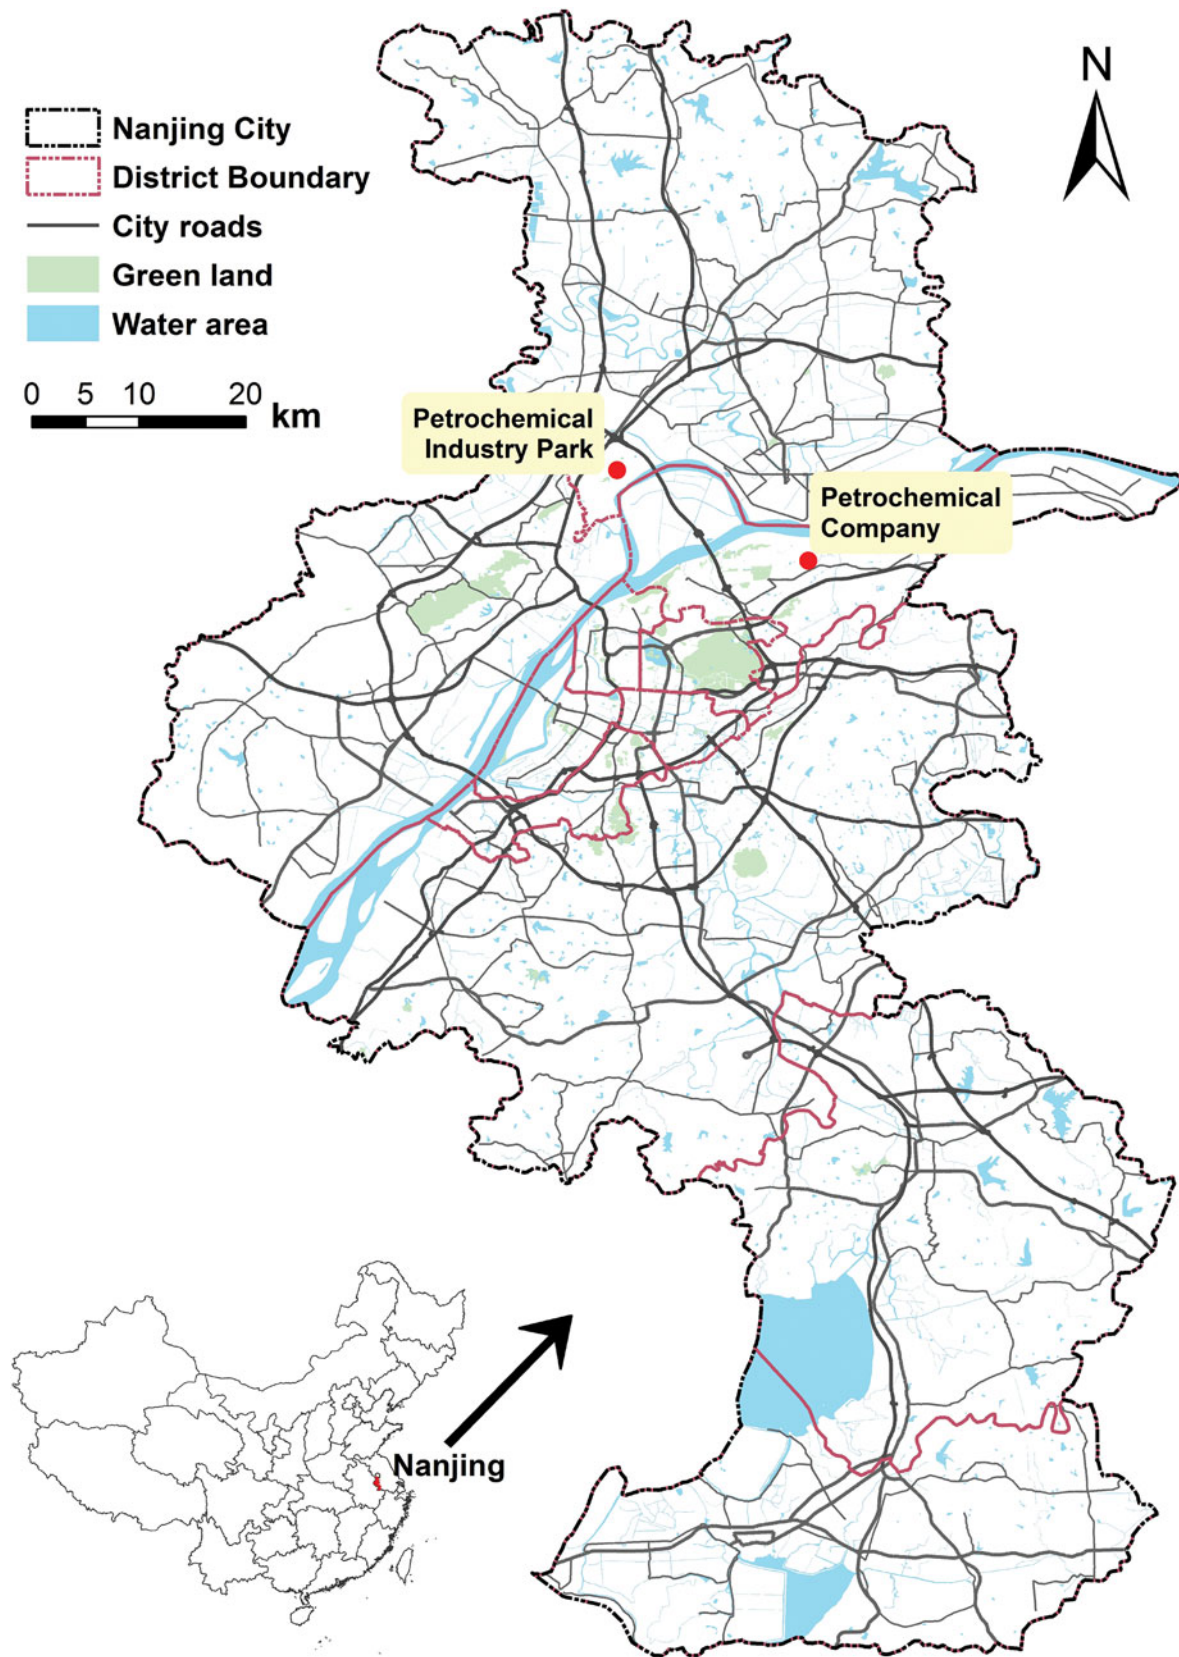 N
Nanjing City
District Boundary
City roads
Green land
Water area
0 5 10 20 km
Petrochemical
Industry Park
Petrochemical
Company
Nanjing